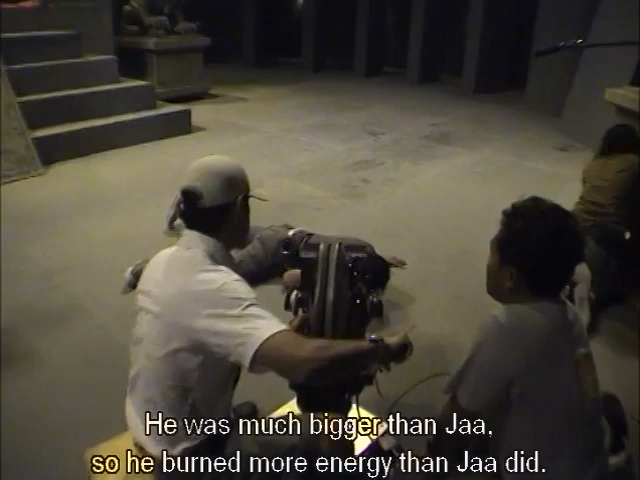 He was much bigger than Jaa,
so he burned more energy than Jaa did.